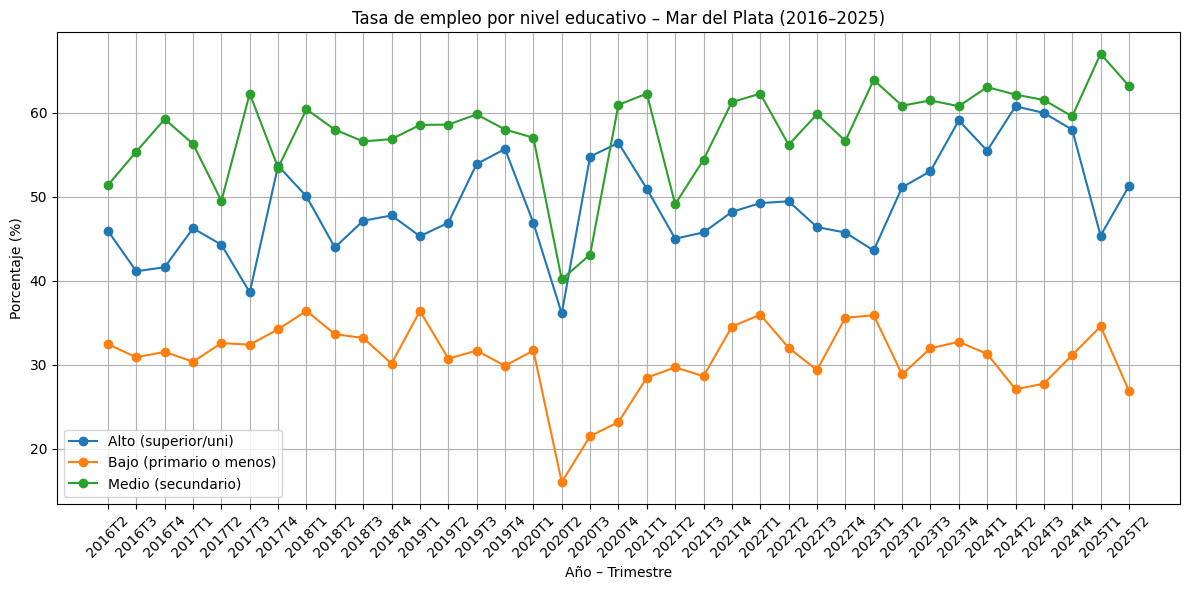 Tasa de empleo por nivel educativo – Mar del Plata (2016–2025)
Porcentaje (%)
60
50
40
30
20
Alto (superior/uni)
Bajo (primario o menos)
Medio (secundario)
2016T2
2016T3
2016T4
2017T1
2017T2
2017T3
2017T4
2018T1
2018T2
2018T3
2018T4
2019T1
2019T2
2019T3
2019T4
2020T1
2020T2
2020T3
2020T4
2021T1
2021T2
2021T3
2021T4
2022T1
2022T2
2022T3
2022T4
2023T1
2023T2
2023T3
2023T4
2024T1
2024T2
2024T3
2024T4
2025T1
2025T2
Año – Trimestre